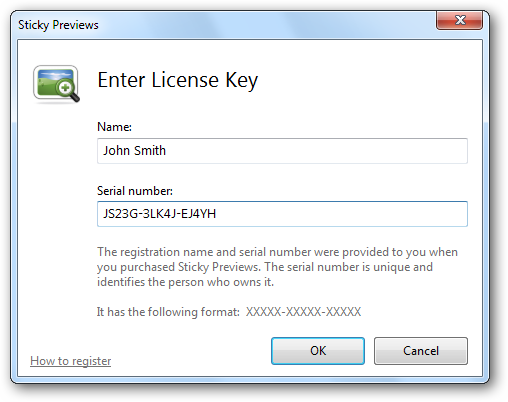 Sticky Previews
Enter License Key
Name:
John Smith
Serial number:
JS23G-3LK4J-EJ4YH
The registration name and serial number were provided to you when
you purchased Sticky Previews. The serial number is unique and
identifies the person who owns it.
It has the following format:  XXXXX-XXXXX-XXXXX
How to register
OK
Cancel